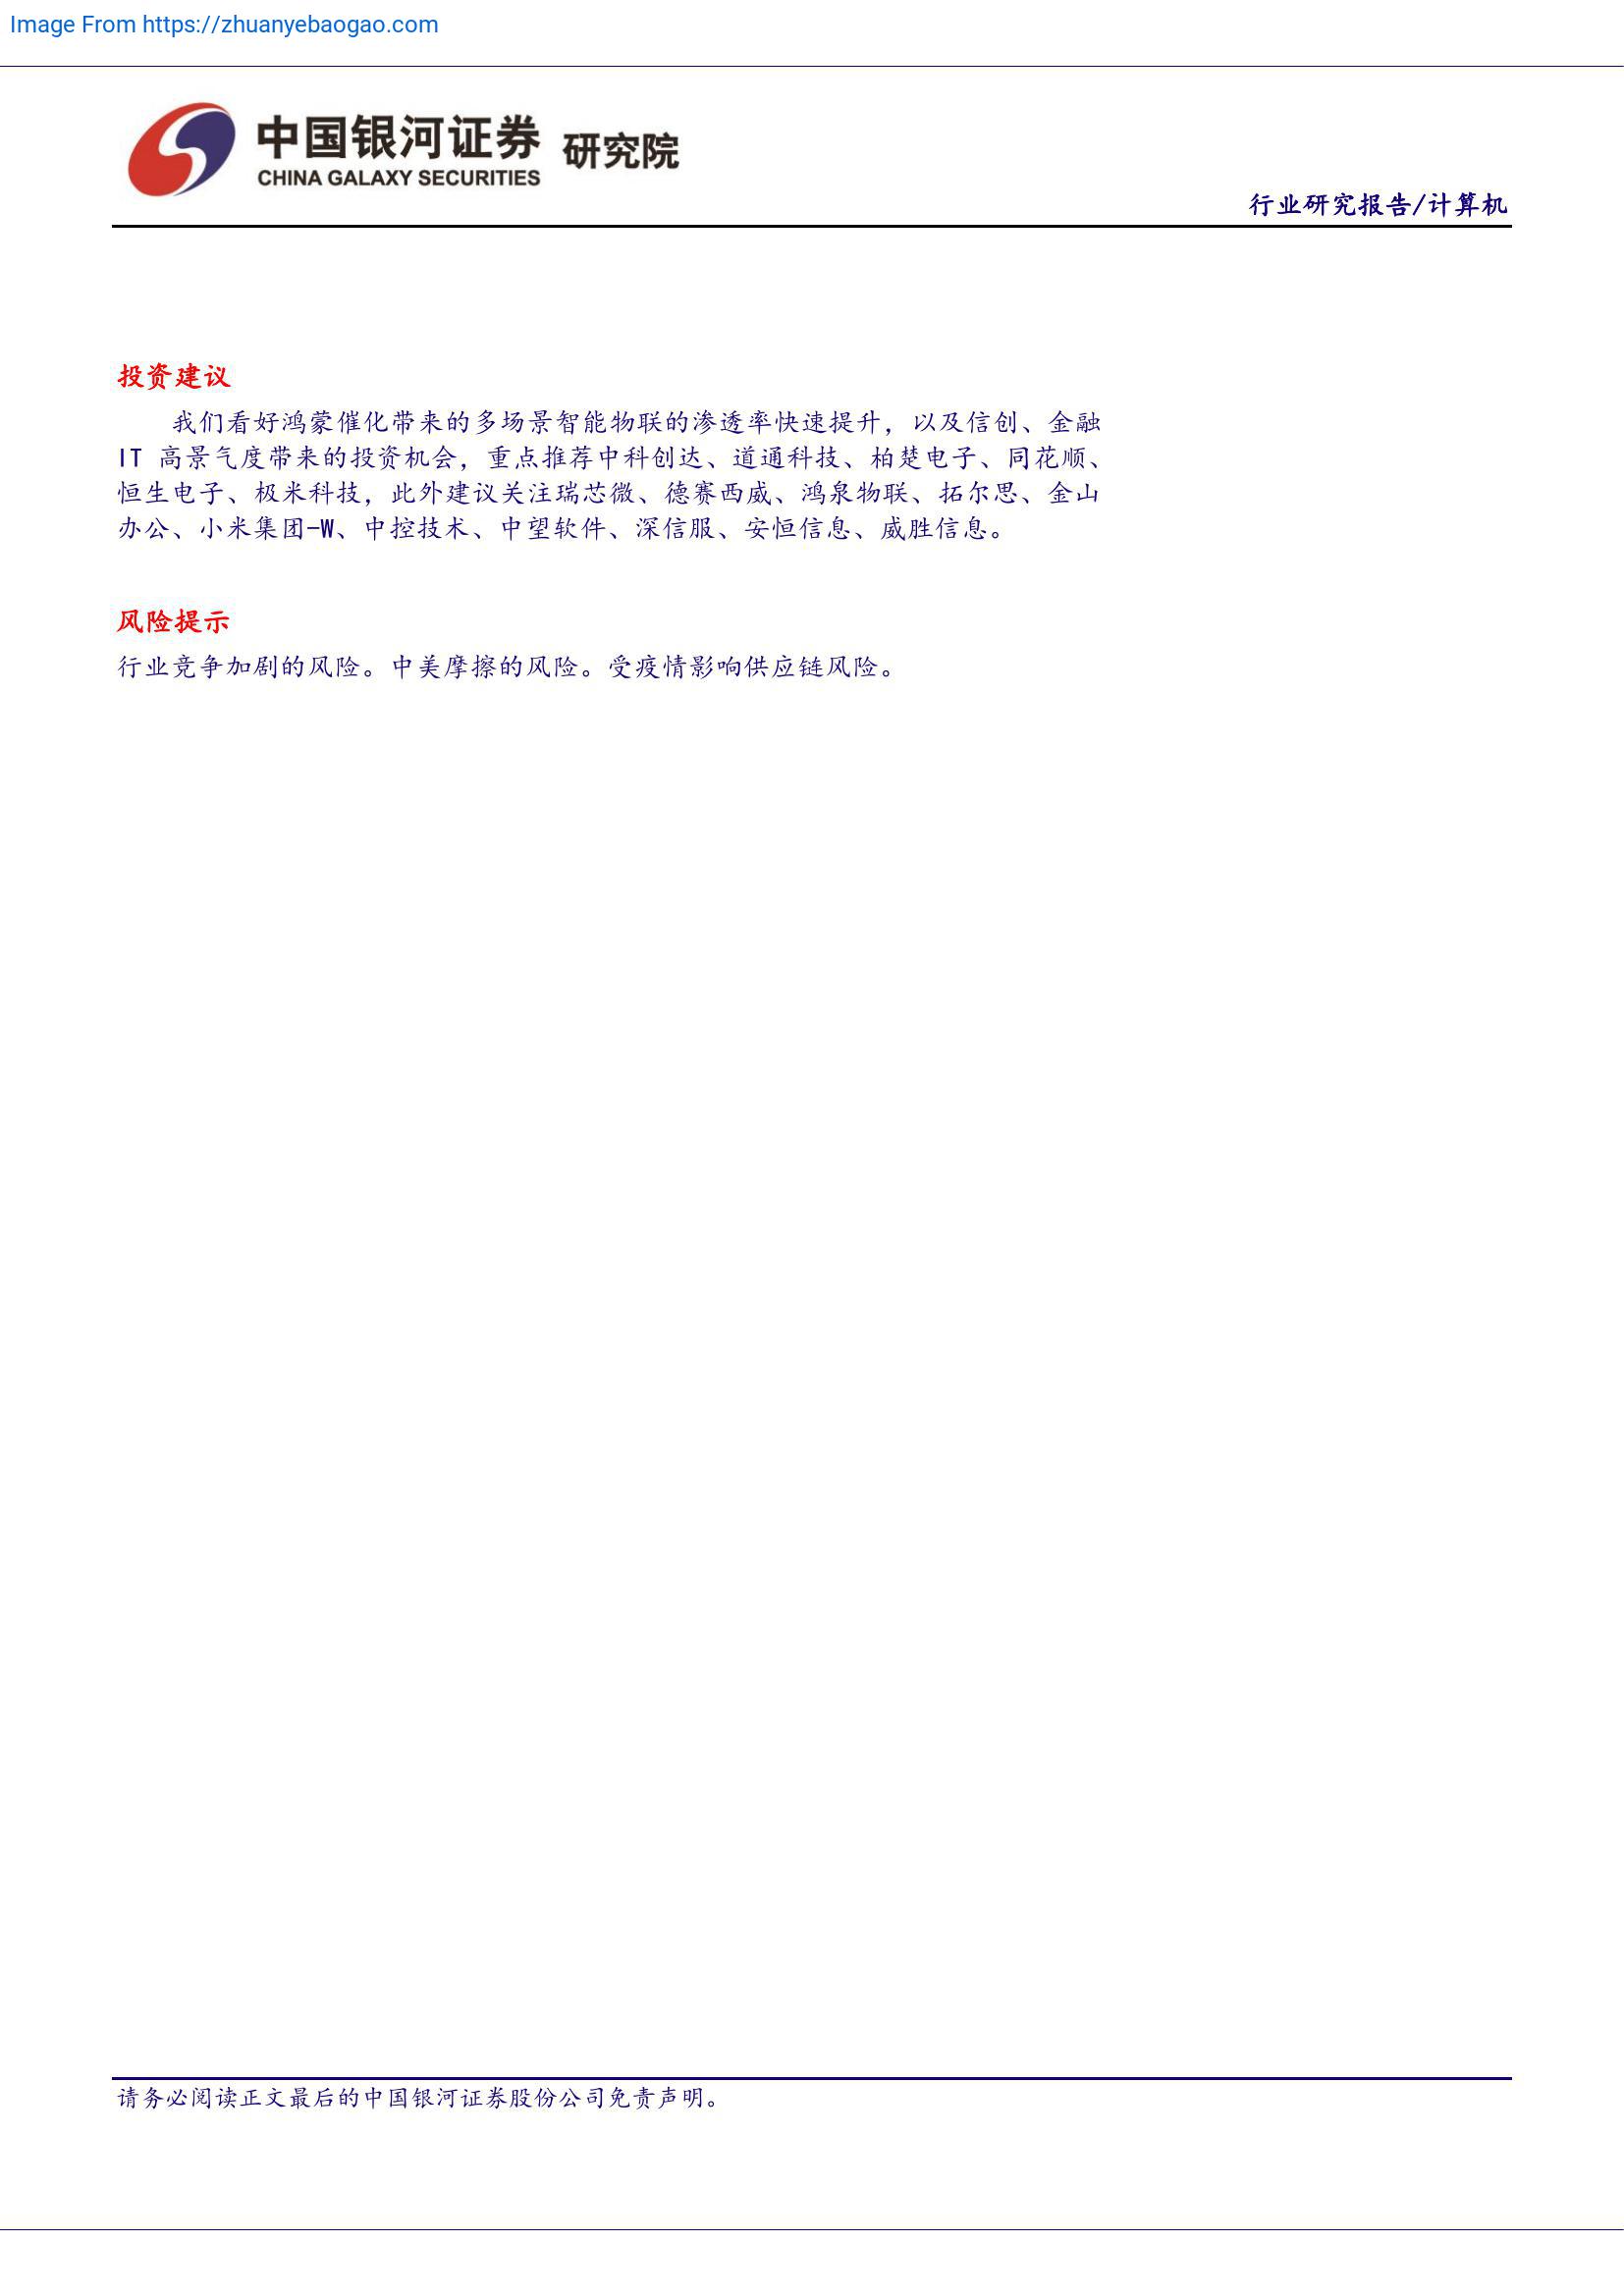 Image From https://zhuanyebaogao.com
中国银河证券 研究院
CHINA GALAXY SECURITIES
行业研究报告/计算机
投资建议
我们看好鸿蒙催化带来的多场景智能物联的渗透率快速提升，以及信创、金融
IT 高景气度带来的投资机会，重点推荐中科创达、道通科技、柏楚电子、同花顺、
恒生电子、极米科技，此外建议关注瑞芯微、德赛西威、鸿泉物联、拓尔思、金山
办公、小米集团-W、中控技术、中望软件、深信服、安恒信息、威胜信息。
风险提示
行业竞争加剧的风险。中美摩擦的风险。受疫情影响供应链风险。
请务必阅读正文最后的中国银河证券股份公司免责声明。